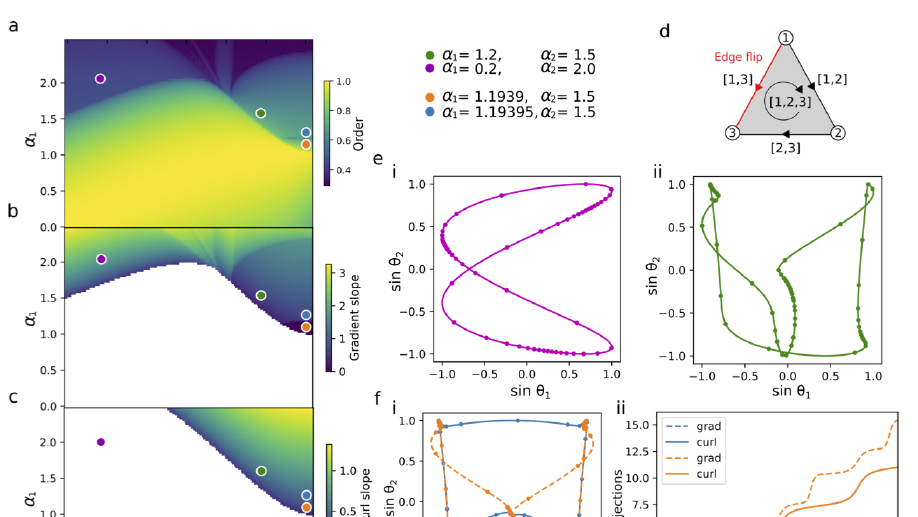 a
α₁
2.0
1.5
1.0
0.5
0.0
1.0
0.8
0.6
0.4
Order
b
α₁
2.0
1.5
1.0
0.5
0.0
3
2
1
0
Gradient slope
c
α₁
2.0
1.5
1.0
1.0
0.5
α₁= 1.2, α₂= 1.5
α₁= 0.2, α₂= 2.0
α₁= 1.1939, α₂= 1.5
α₁= 1.19395, α₂= 1.5
d
1
Edge flip
[1,3]
[1,2]
[1,2,3]
3
2
[2,3]
e
i
1.0
0.5
0.0
−0.5
−1.0
sin θ₂
−1.0 −0.5 0.0 0.5 1.0
sin θ₁
ii
1.0
0.5
0.0
−0.5
−1.0
sin θ₂
−1.0 −0.5 0.0 0.5 1.0
sin θ₁
f
i
1.0
0.5
0.0
sin θ₂
ii
15.0
12.5
10.0
7.5
grad
curl
grad
curl